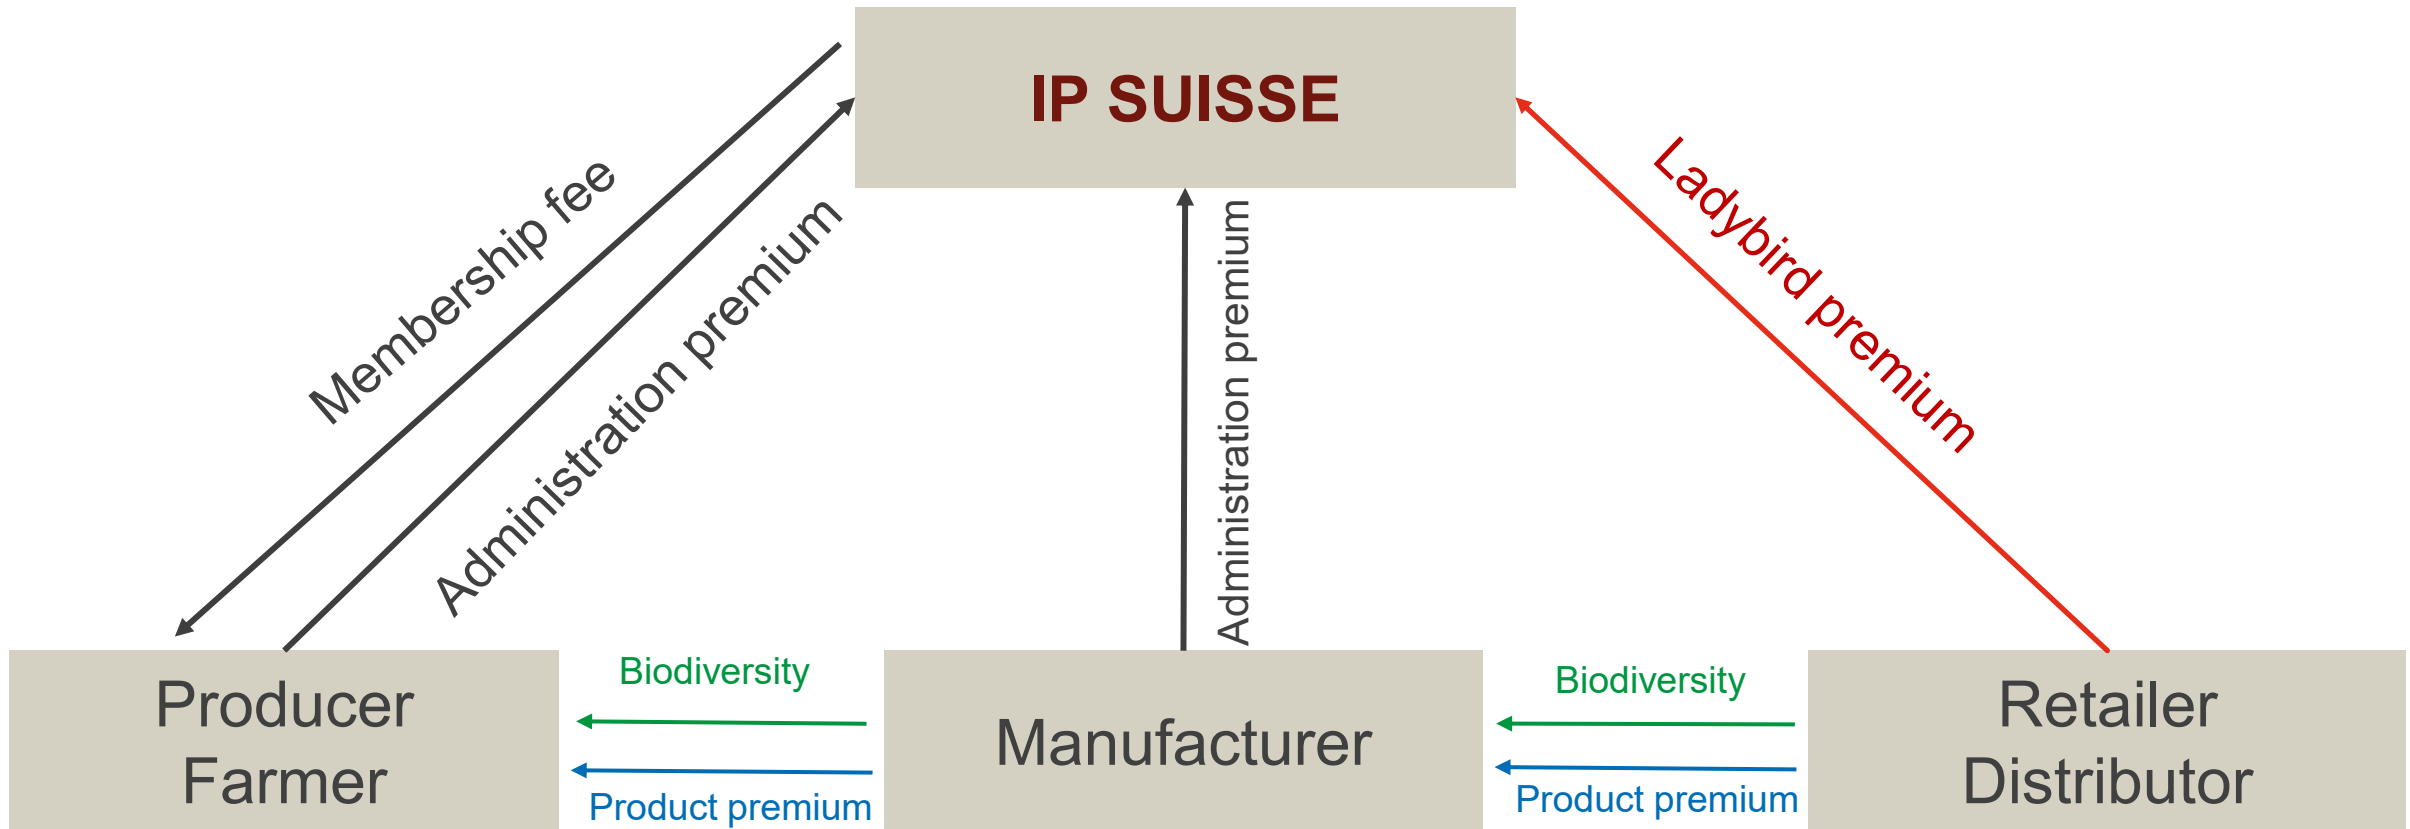 IP SUISSE
Membership fee
Administration premium
Administration premium
Ladybird premium
Producer
Farmer
Biodiversity
Product premium
Manufacturer
Biodiversity
Product premium
Retailer
Distributor